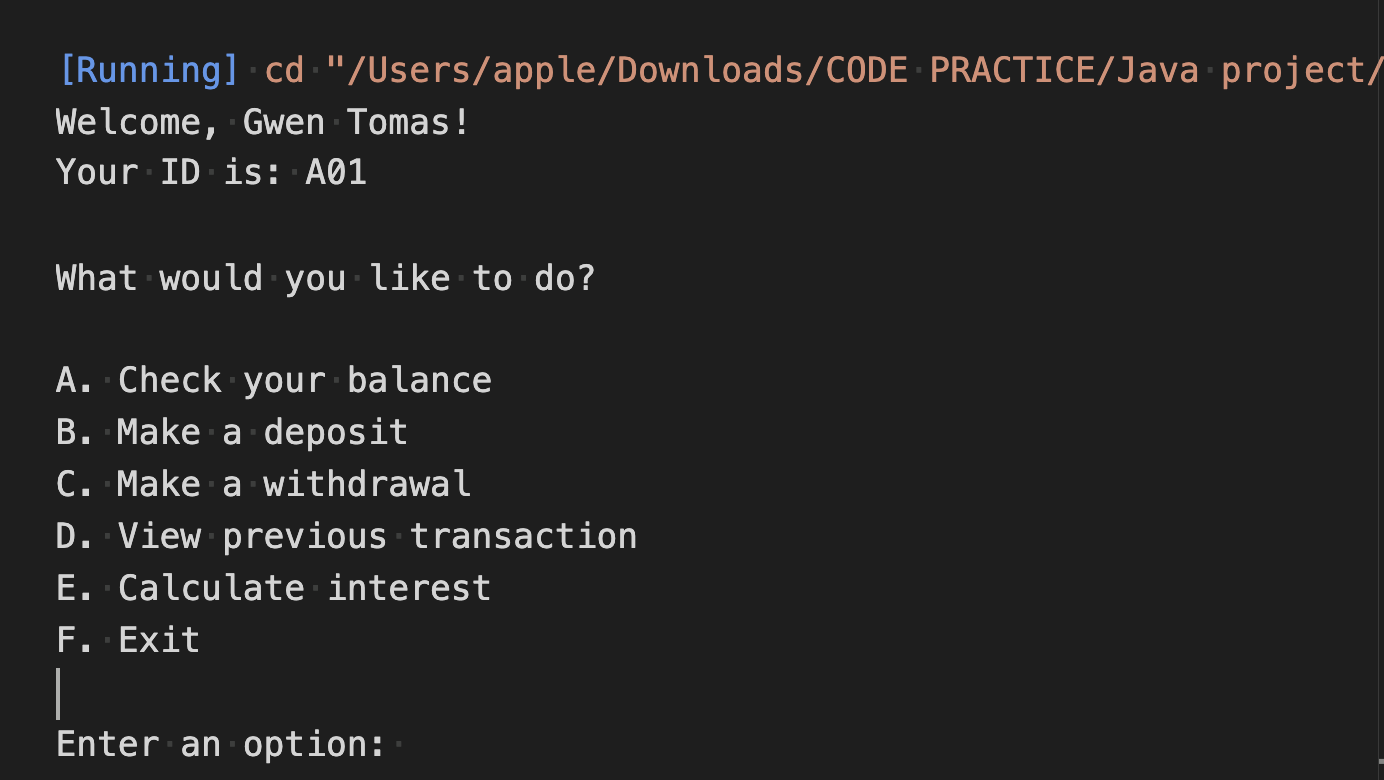 [Running] cd "/Users/apple/Downloads/CODE PRACTICE/Java project/
Welcome, Gwen Tomas!
Your ID is: A01
What would you like to do?
A. Check your balance
B. Make a deposit
C. Make a withdrawal
D. View previous transaction
E. Calculate interest
F. Exit
Enter an option: